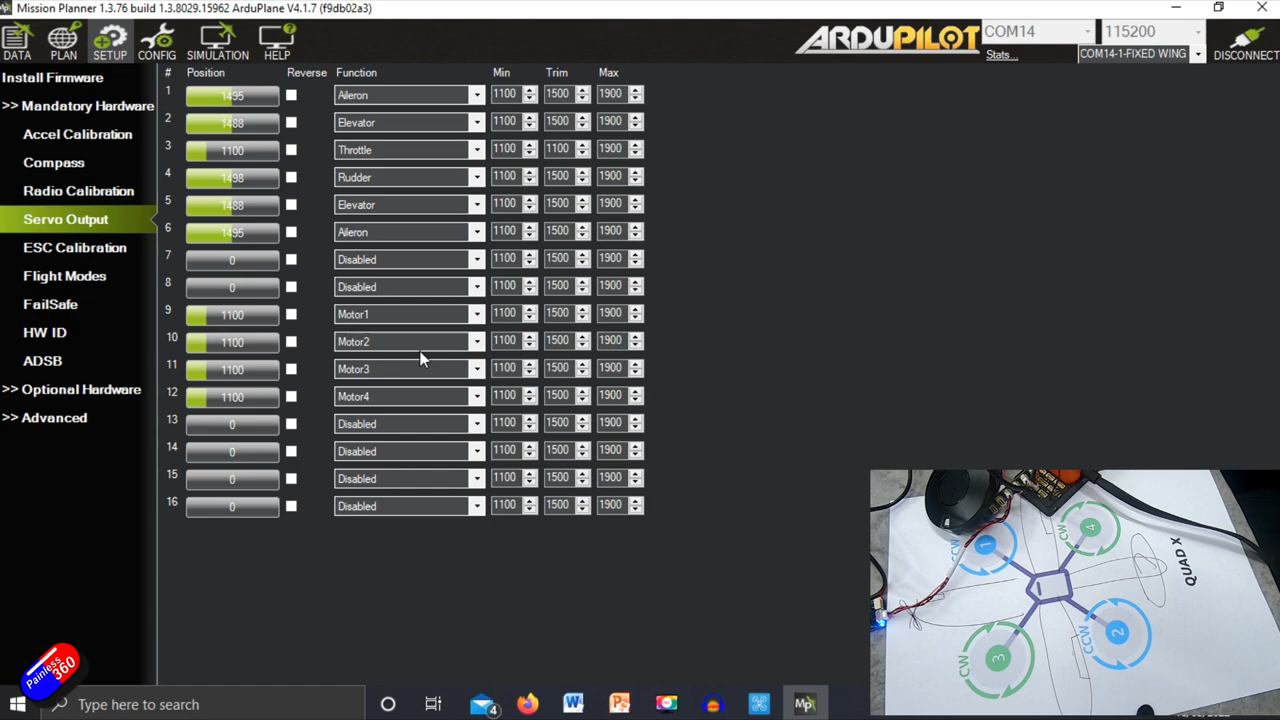 Mission Planner 1.3.76 build 1.3.8029.15962 ArduPlane V4.1.7 (f9db02a3)
DATA PLAN SETUP CONFIG SIMULATION HELP
ARDUPILOT
COM14 115200
Stats...
COM14-1-FIXED WING
DISCONNECT
Install Firmware
>> Mandatory Hardware
Accel Calibration
Compass
Radio Calibration
Servo Output
ESC Calibration
Flight Modes
FailSafe
HW ID
ADSB
>> Optional Hardware
>> Advanced
# Position Reverse Function Min Trim Max
1 1495 Aileron 1100 1500 1900
2 1488 Elevator 1100 1500 1900
3 1100 Throttle 1100 1100 1900
4 1498 Rudder 1100 1500 1900
5 1488 Elevator 1100 1500 1900
6 1495 Aileron 1100 1500 1900
7 0 Disabled 1100 1500 1900
8 0 Disabled 1100 1500 1900
9 1100 Motor1 1100 1500 1900
10 1100 Motor2 1100 1500 1900
11 1100 Motor3 1100 1500 1900
12 1100 Motor4 1100 1500 1900
13 0 Disabled 1100 1500 1900
14 0 Disabled 1100 1500 1900
15 0 Disabled 1100 1500 1900
16 0 Disabled 1100 1500 1900
CCW 1
CW 4
QUAD X
CCW 2
CW 3
Painless
360
Type here to search
4
Mp